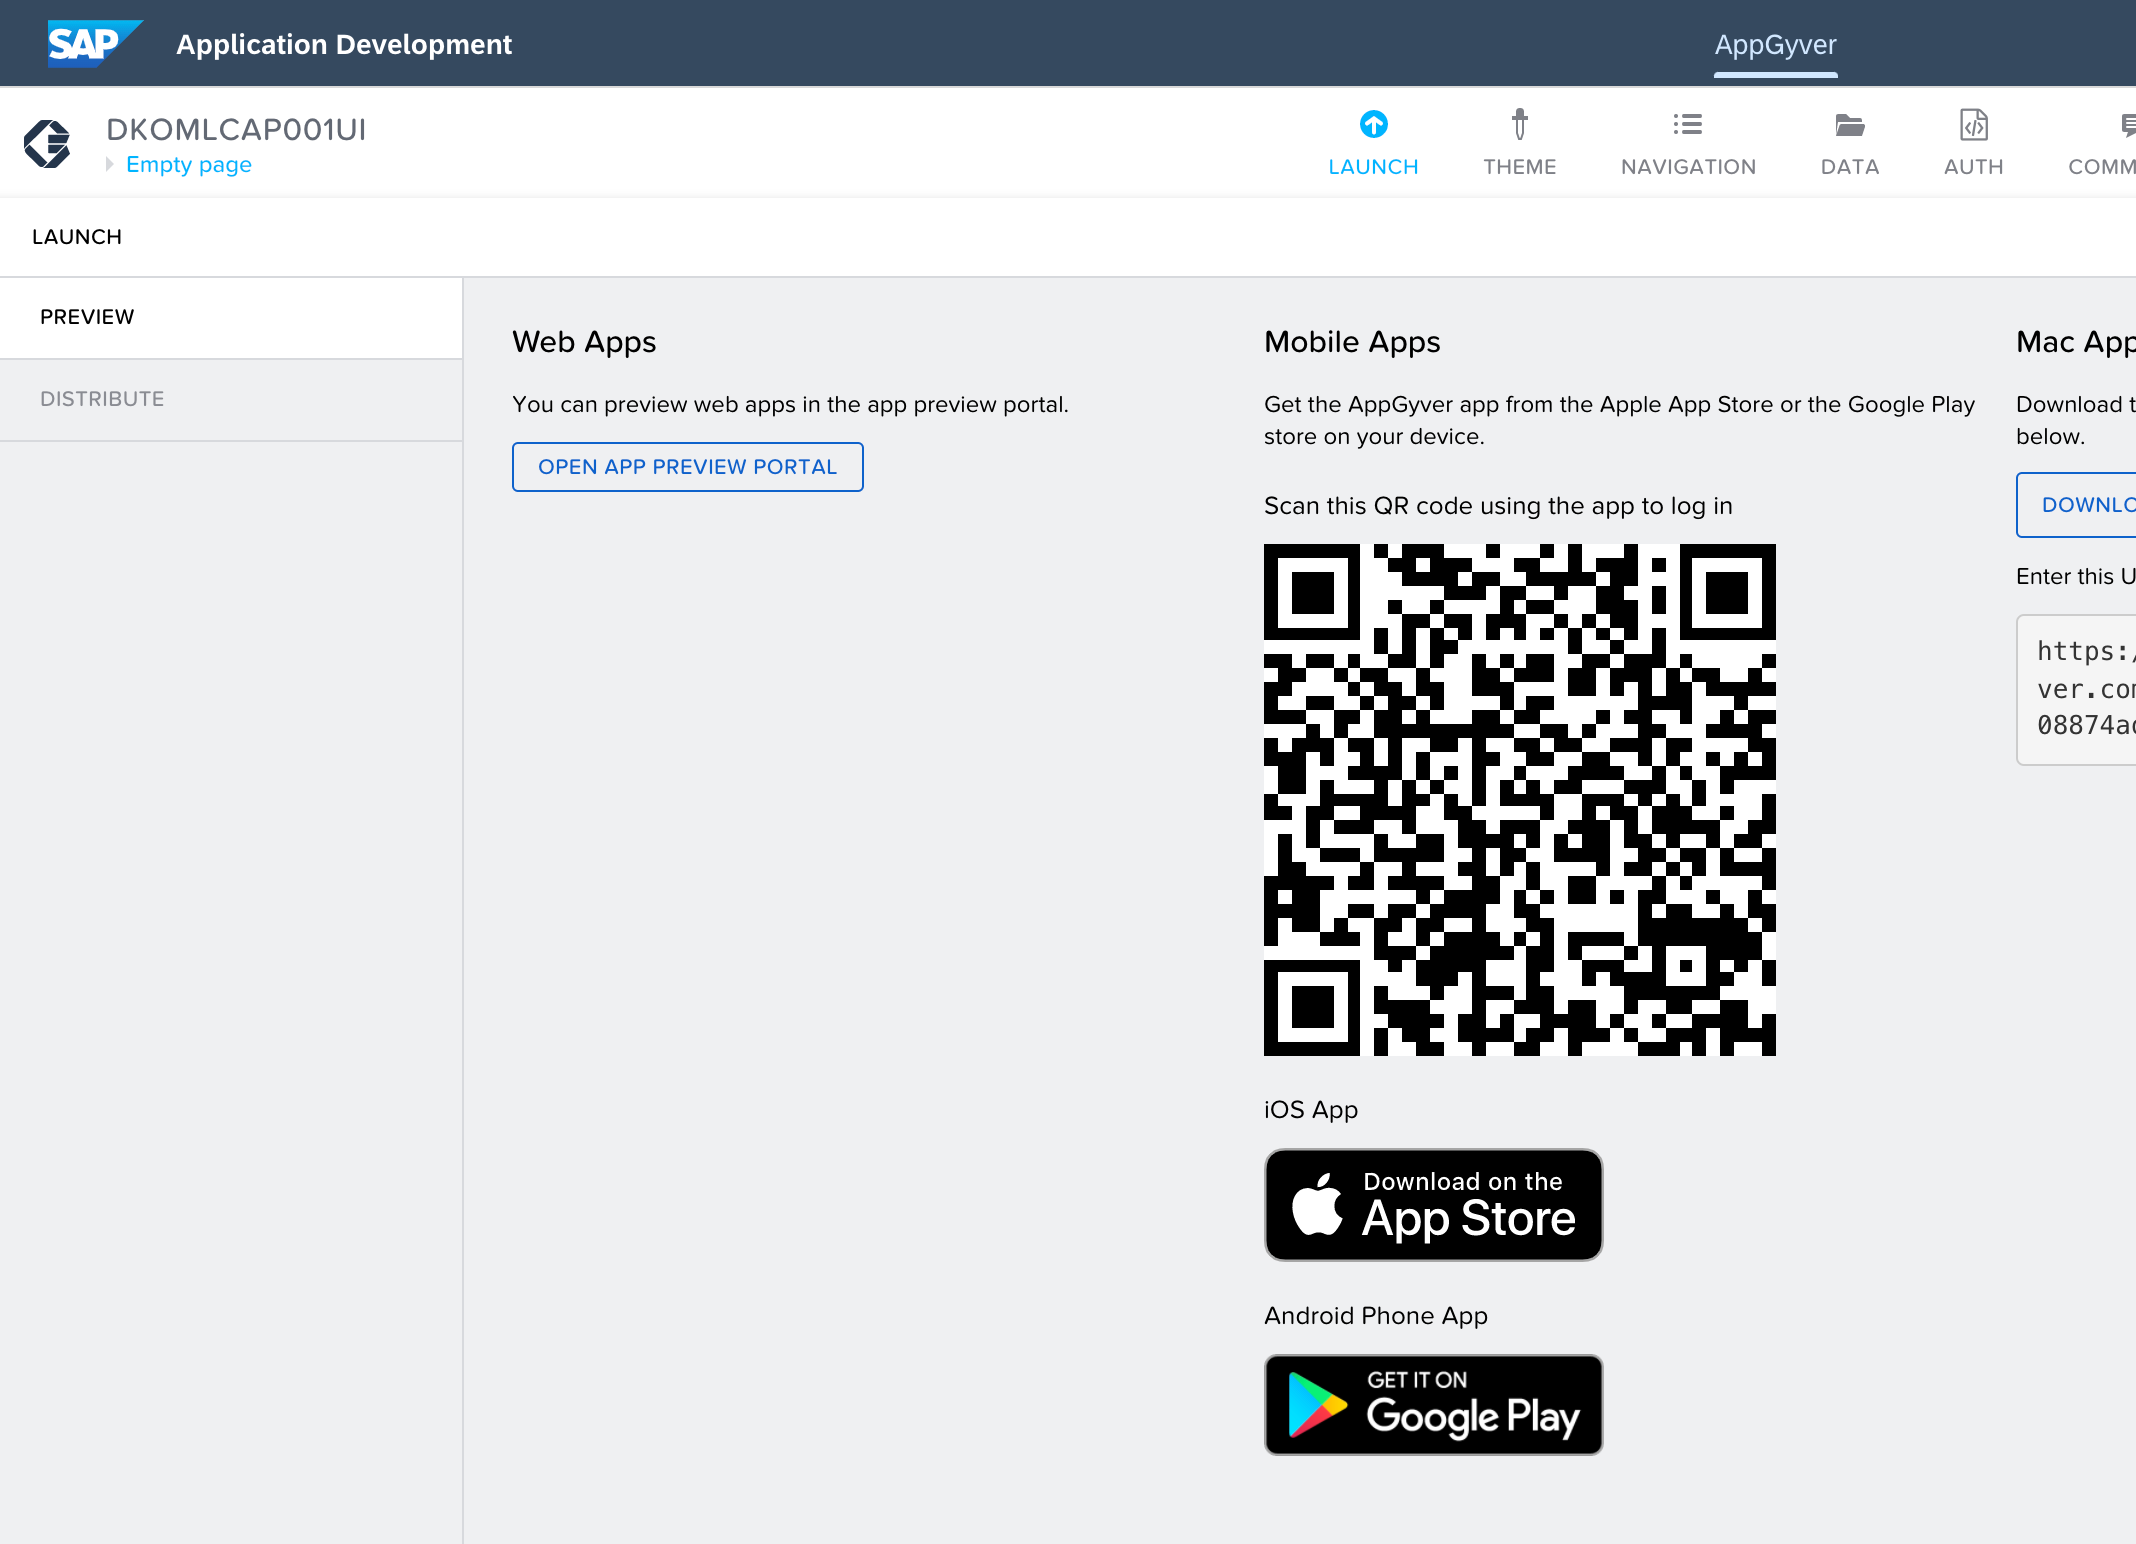 SAP Application Development
AppGyver
DKOMLCAP001UI
Empty page
LAUNCH
THEME
NAVIGATION
DATA
AUTH
COMM
LAUNCH
PREVIEW
DISTRIBUTE
Web Apps
You can preview web apps in the app preview portal.
OPEN APP PREVIEW PORTAL
Mobile Apps
Get the AppGyver app from the Apple App Store or the Google Play
store on your device.
Scan this QR code using the app to log in
iOS App
Download on the
App Store
Android Phone App
GET IT ON
Google Play
Mac App
Download t
below.
DOWNLO
Enter this U
https:/
ver.com
08874ac